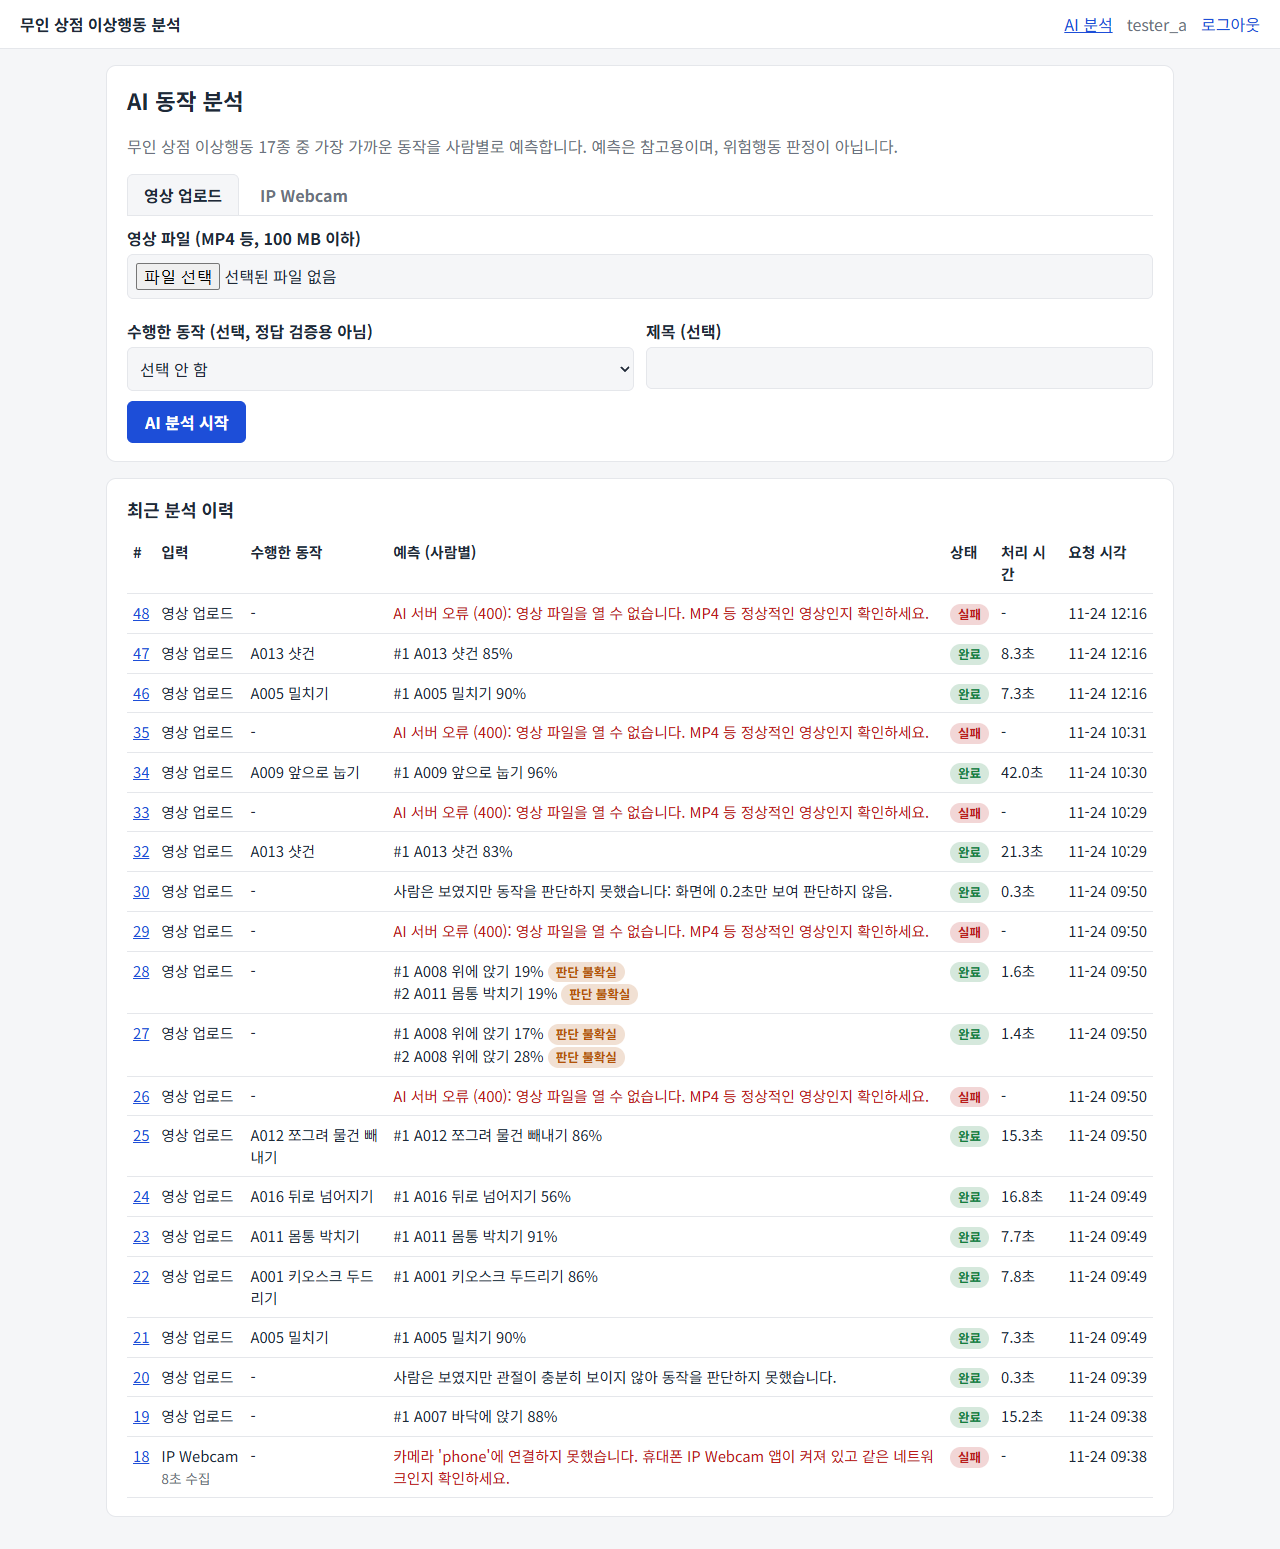 무인 상점 이상행동 분석
AI 분석 tester_a 로그아웃
AI 동작 분석
무인 상점 이상행동 17종 중 가장 가까운 동작을 사람별로 예측합니다. 예측은 참고용이며, 위험행동 판정이 아닙니다.
영상 업로드 IP Webcam
영상 파일 (MP4 등, 100 MB 이하)
파일 선택 선택된 파일 없음
수행한 동작 (선택, 정답 검증용 아님) 제목 (선택)
선택 안 함
AI 분석 시작
최근 분석 이력
# 입력 수행한 동작 예측 (사람별) 상태 처리 시간 요청 시각
48 영상 업로드 - AI 서버 오류 (400): 영상 파일을 열 수 없습니다. MP4 등 정상적인 영상인지 확인하세요. 실패 - 11-24 12:16
47 영상 업로드 A013 샷건 #1 A013 샷건 85% 완료 8.3초 11-24 12:16
46 영상 업로드 A005 밀치기 #1 A005 밀치기 90% 완료 7.3초 11-24 12:16
35 영상 업로드 - AI 서버 오류 (400): 영상 파일을 열 수 없습니다. MP4 등 정상적인 영상인지 확인하세요. 실패 - 11-24 10:31
34 영상 업로드 A009 앞으로 눕기 #1 A009 앞으로 눕기 96% 완료 42.0초 11-24 10:30
33 영상 업로드 - AI 서버 오류 (400): 영상 파일을 열 수 없습니다. MP4 등 정상적인 영상인지 확인하세요. 실패 - 11-24 10:29
32 영상 업로드 A013 샷건 #1 A013 샷건 83% 완료 21.3초 11-24 10:29
30 영상 업로드 - 사람은 보였지만 동작을 판단하지 못했습니다: 화면에 0.2초만 보여 판단하지 않음. 완료 0.3초 11-24 09:50
29 영상 업로드 - AI 서버 오류 (400): 영상 파일을 열 수 없습니다. MP4 등 정상적인 영상인지 확인하세요. 실패 - 11-24 09:50
28 영상 업로드 - #1 A008 위에 앉기 19% 판단 불확실 완료 1.6초 11-24 09:50
#2 A011 몸통 박치기 19% 판단 불확실
27 영상 업로드 - #1 A008 위에 앉기 17% 판단 불확실 완료 1.4초 11-24 09:50
#2 A008 위에 앉기 28% 판단 불확실
26 영상 업로드 - AI 서버 오류 (400): 영상 파일을 열 수 없습니다. MP4 등 정상적인 영상인지 확인하세요. 실패 - 11-24 09:50
25 영상 업로드 A012 쪼그려 물건 빼내기 #1 A012 쪼그려 물건 빼내기 86% 완료 15.3초 11-24 09:50
24 영상 업로드 A016 뒤로 넘어지기 #1 A016 뒤로 넘어지기 56% 완료 16.8초 11-24 09:49
23 영상 업로드 A011 몸통 박치기 #1 A011 몸통 박치기 91% 완료 7.7초 11-24 09:49
22 영상 업로드 A001 키오스크 두드리기 #1 A001 키오스크 두드리기 86% 완료 7.8초 11-24 09:49
21 영상 업로드 A005 밀치기 #1 A005 밀치기 90% 완료 7.3초 11-24 09:49
20 영상 업로드 - 사람은 보였지만 관절이 충분히 보이지 않아 동작을 판단하지 못했습니다. 완료 0.3초 11-24 09:39
19 영상 업로드 - #1 A007 바닥에 앉기 88% 완료 15.2초 11-24 09:38
18 IP Webcam - 카메라 'phone'에 연결하지 못했습니다. 휴대폰 IP Webcam 앱이 켜져 있고 같은 네트워 실패 - 11-24 09:38
8초 수집 크인지 확인하세요.